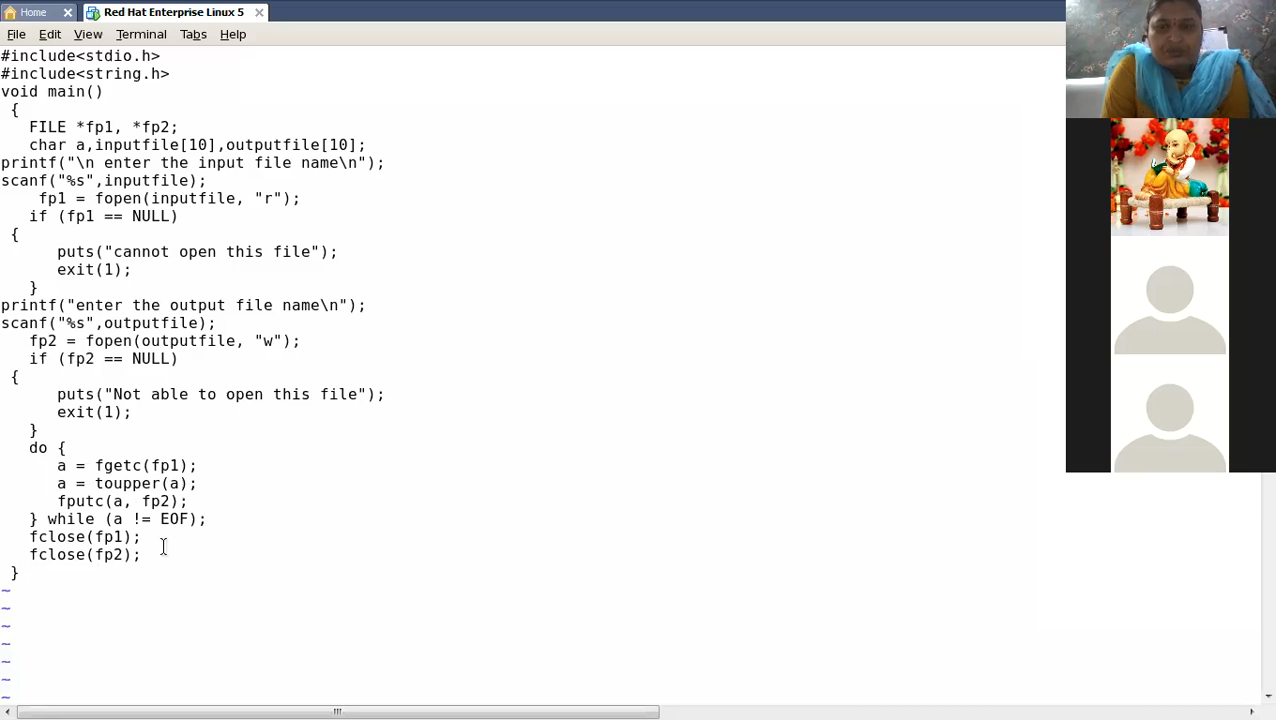 Home
Red Hat Enterprise Linux 5
File Edit View Terminal Tabs Help
#include<stdio.h>
#include<string.h>
void main()
{
FILE *fp1, *fp2;
char a,inputfile[10],outputfile[10];
printf("\n enter the input file name\n");
scanf("%s",inputfile);
fp1 = fopen(inputfile, "r");
if (fp1 == NULL)
{
puts("cannot open this file");
exit(1);
}
printf("enter the output file name\n");
scanf("%s",outputfile);
fp2 = fopen(outputfile, "w");
if (fp2 == NULL)
{
puts("Not able to open this file");
exit(1);
}
do {
a = fgetc(fp1);
a = toupper(a);
fputc(a, fp2);
} while (a != EOF);
fclose(fp1);
fclose(fp2);
}
~
~
~
~
~
~
~